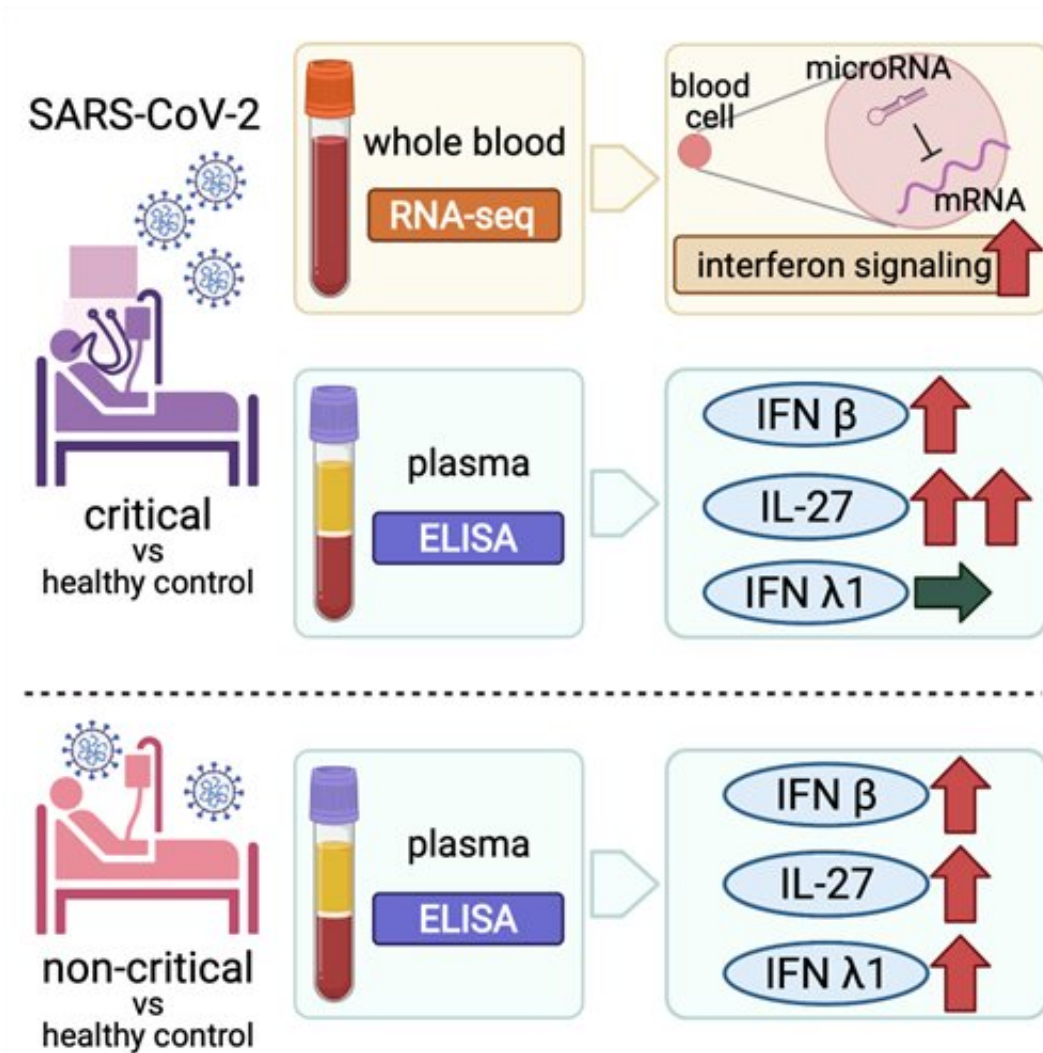 SARS-CoV-2
whole blood
RNA-seq
blood
cell
microRNA
mRNA
interferon signaling
critical
vs
healthy control
plasma
ELISA
IFN β
IL-27
IFN λ1
non-critical
vs
healthy control
plasma
ELISA
IFN β
IL-27
IFN λ1